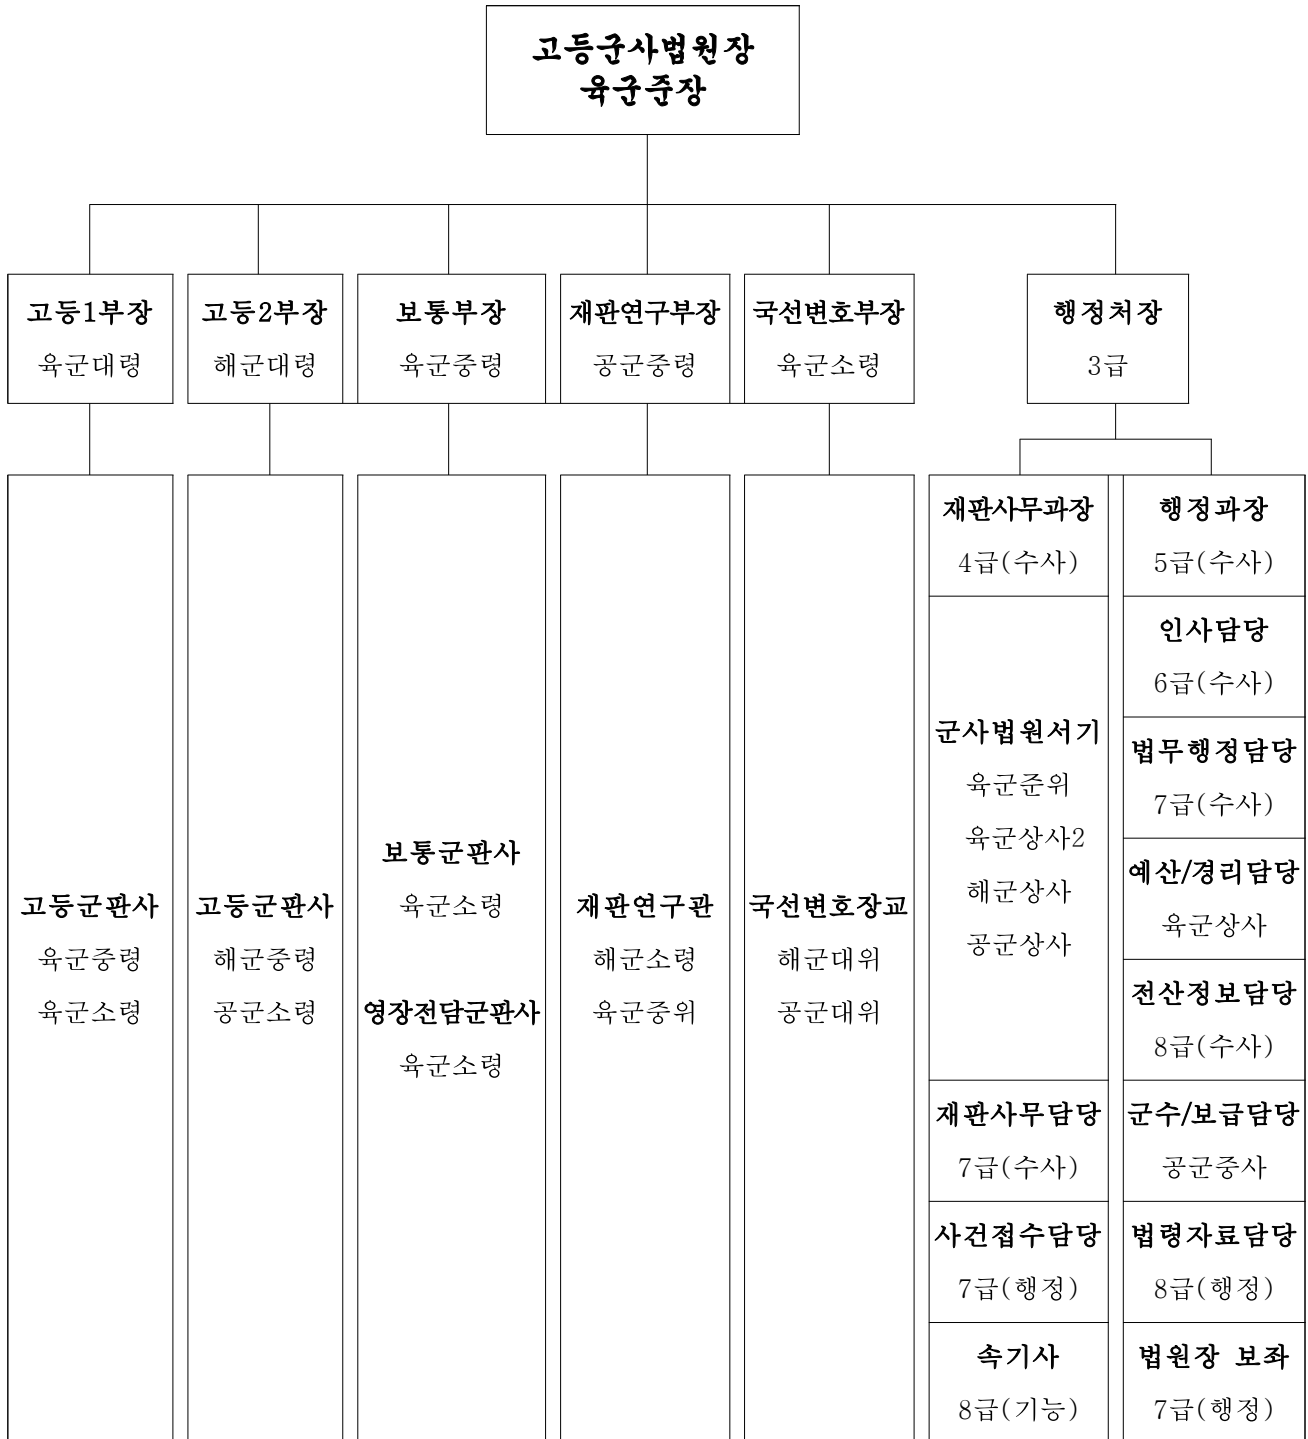 고등군사법원장
육군준장
고등1부장
육군대령
고등2부장
해군대령
보통부장
육군중령
재판연구부장
공군중령
국선변호부장
육군소령
행정처장
3급
고등군판사
육군중령
육군소령
고등군판사
해군중령
공군소령
보통군판사
육군소령
영장전담군판사
육군소령
재판연구관
해군소령
육군중위
국선변호장교
해군대위
공군대위
재판사무과장
4급(수사)
군사법원서기
육군준위
육군상사2
해군상사
공군상사
재판사무담당
7급(수사)
사건접수담당
7급(행정)
속기사
8급(기능)
행정과장
5급(수사)
인사담당
6급(수사)
법무행정담당
7급(수사)
예산/경리담당
육군상사
전산정보담당
8급(수사)
군수/보급담당
공군중사
법령자료담당
8급(행정)
법원장 보좌
7급(행정)